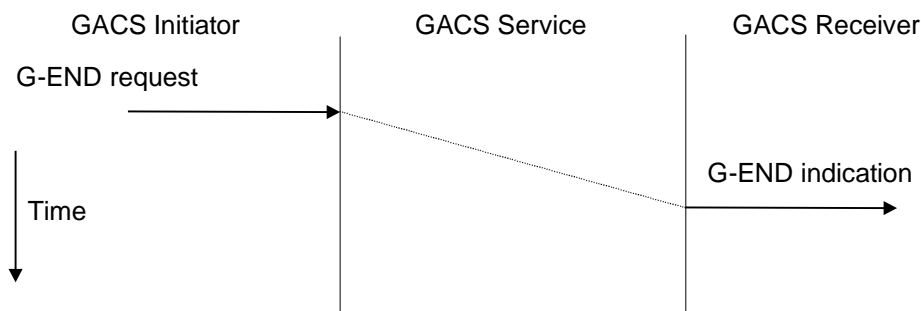 GACS Initiator
GACS Service
GACS Receiver
G-END request
G-END indication
Time